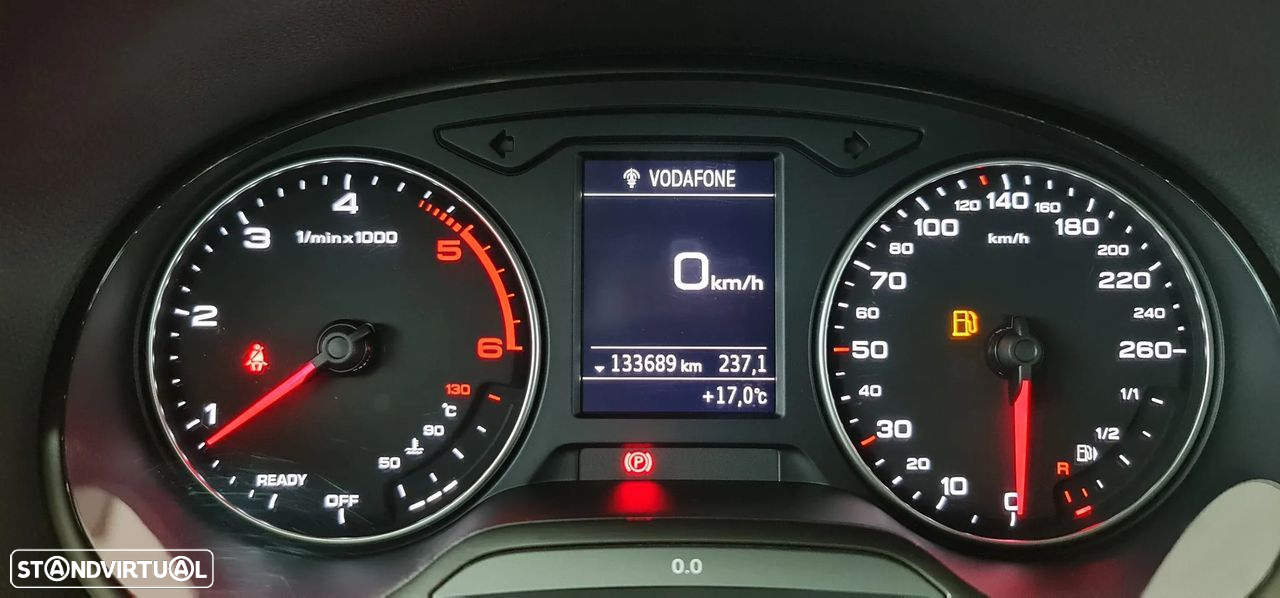 VODAFONE
0 km/h
133689 km 237,1
+17,0°C
1/min x 1000
1
2
3
4
5
6
READY
OFF
50
90
°C
130
km/h
0
10
20
30
40
50
60
70
80
100
120
140
160
180
200
220
240
260
1/1
1/2
R
P
0.0
STANDVIRTUAL